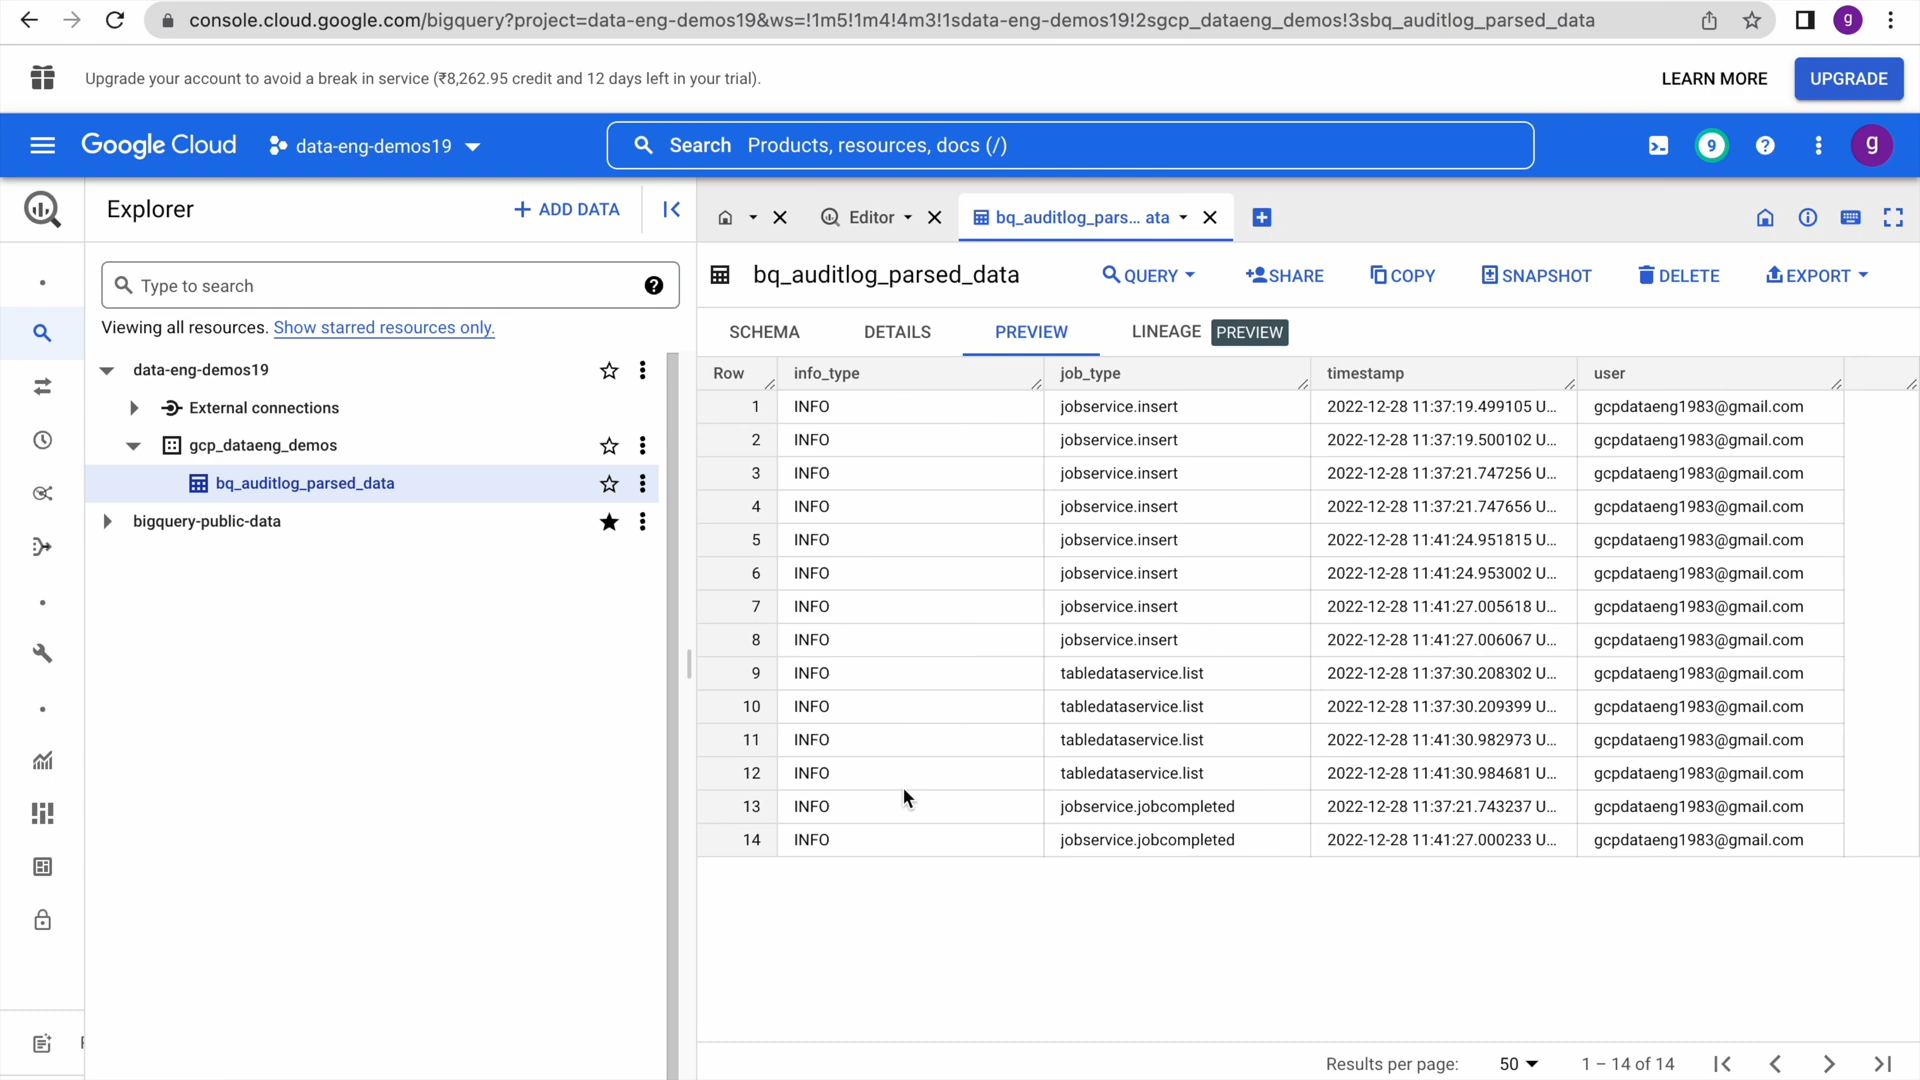 console.cloud.google.com/bigquery?project=data-eng-demos19&ws=!1m5!1m4!4m3!1sdata-eng-demos19!2sgcp_dataeng_demos!3sbq_auditlog_parsed_data
g
Upgrade your account to avoid a break in service (₹8,262.95 credit and 12 days left in your trial).
LEARN MORE
UPGRADE
Google Cloud
data-eng-demos19
Search Products, resources, docs (/)
9
g
Explorer
+ ADD DATA
Editor
bq_auditlog_pars... ata
Type to search
Viewing all resources. Show starred resources only.
data-eng-demos19
External connections
gcp_dataeng_demos
bq_auditlog_parsed_data
bigquery-public-data
bq_auditlog_parsed_data
QUERY
SHARE
COPY
SNAPSHOT
DELETE
EXPORT
SCHEMA
DETAILS
PREVIEW
LINEAGE PREVIEW
Row info_type job_type timestamp user
1 INFO jobservice.insert 2022-12-28 11:37:19.499105 U... gcpdataeng1983@gmail.com
2 INFO jobservice.insert 2022-12-28 11:37:19.500102 U... gcpdataeng1983@gmail.com
3 INFO jobservice.insert 2022-12-28 11:37:21.747256 U... gcpdataeng1983@gmail.com
4 INFO jobservice.insert 2022-12-28 11:37:21.747656 U... gcpdataeng1983@gmail.com
5 INFO jobservice.insert 2022-12-28 11:41:24.951815 U... gcpdataeng1983@gmail.com
6 INFO jobservice.insert 2022-12-28 11:41:24.953002 U... gcpdataeng1983@gmail.com
7 INFO jobservice.insert 2022-12-28 11:41:27.005618 U... gcpdataeng1983@gmail.com
8 INFO jobservice.insert 2022-12-28 11:41:27.006067 U... gcpdataeng1983@gmail.com
9 INFO tabledataservice.list 2022-12-28 11:37:30.208302 U... gcpdataeng1983@gmail.com
10 INFO tabledataservice.list 2022-12-28 11:37:30.209399 U... gcpdataeng1983@gmail.com
11 INFO tabledataservice.list 2022-12-28 11:41:30.982973 U... gcpdataeng1983@gmail.com
12 INFO tabledataservice.list 2022-12-28 11:41:30.984681 U... gcpdataeng1983@gmail.com
13 INFO jobservice.jobcompleted 2022-12-28 11:37:21.743237 U... gcpdataeng1983@gmail.com
14 INFO jobservice.jobcompleted 2022-12-28 11:41:27.000233 U... gcpdataeng1983@gmail.com
Results per page: 50 1 – 14 of 14